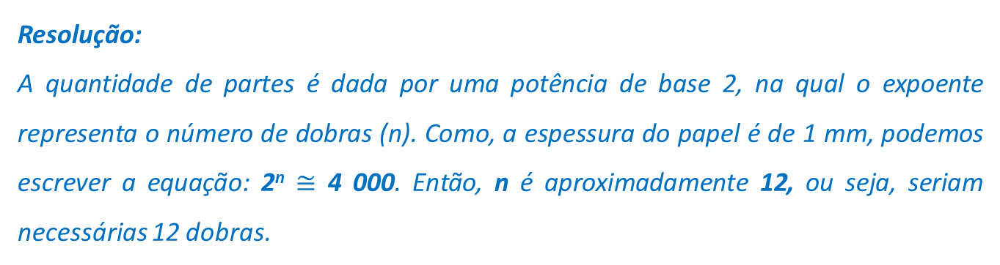 Resolução:
A quantidade de partes é dada por uma potência de base 2, na qual o expoente
representa o número de dobras (n). Como, a espessura do papel é de 1 mm, podemos
escrever a equação: 2ⁿ ≅ 4 000. Então, n é aproximadamente 12, ou seja, seriam
necessárias 12 dobras.